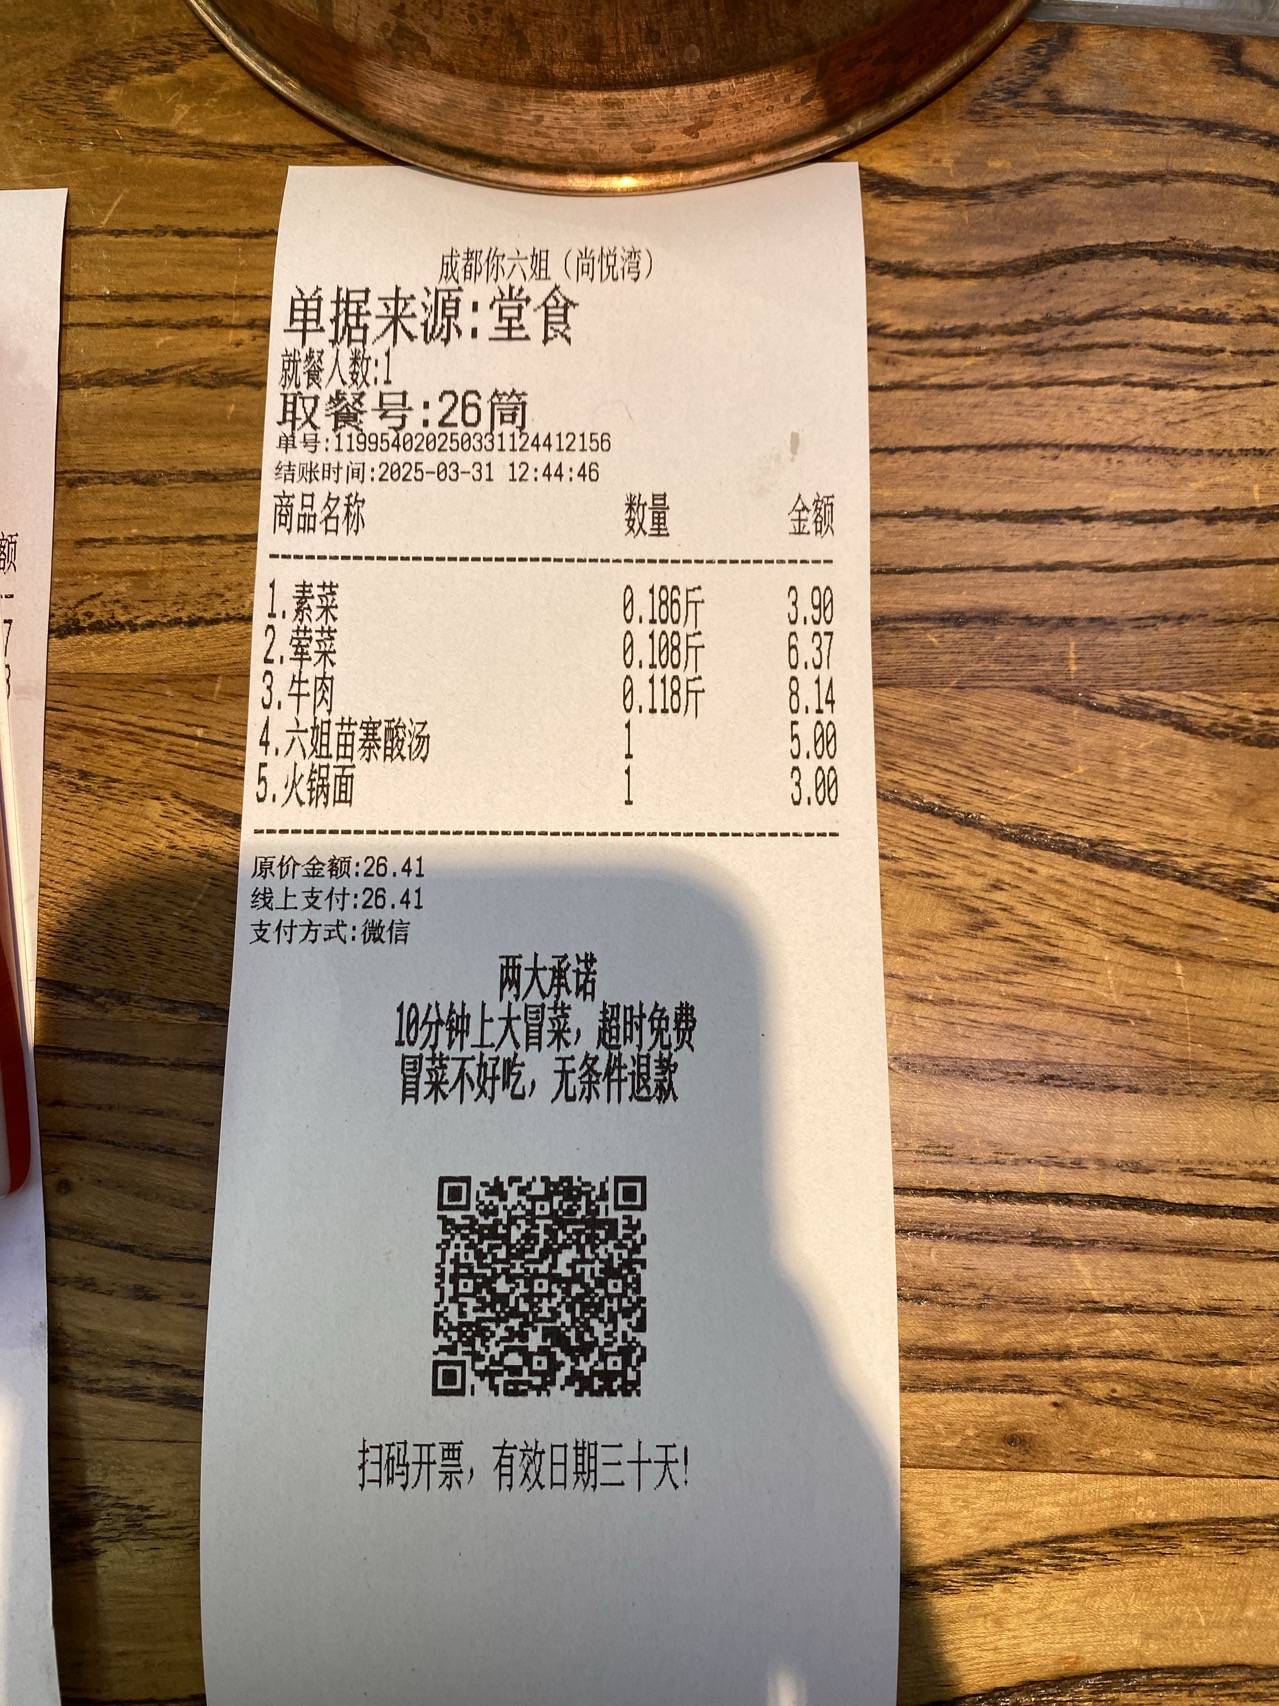 成都你六姐（尚悦湾）
单据来源:堂食
就餐人数:1
取餐号:26筒
单号:119954020250331124412156
结账时间:2025-03-31 12:44:46
商品名称 数量 金额
1.素菜 0.186斤 3.90
2.荤菜 0.108斤 6.37
3.牛肉 0.118斤 8.14
4.六姐苗寨酸汤 1 5.00
5.火锅面 1 3.00
原价金额:26.41
线上支付:26.41
支付方式:微信
两大承诺
10分钟上大冒菜，超时免费
冒菜不好吃，无条件退款
扫码开票，有效日期三十天!
额
7